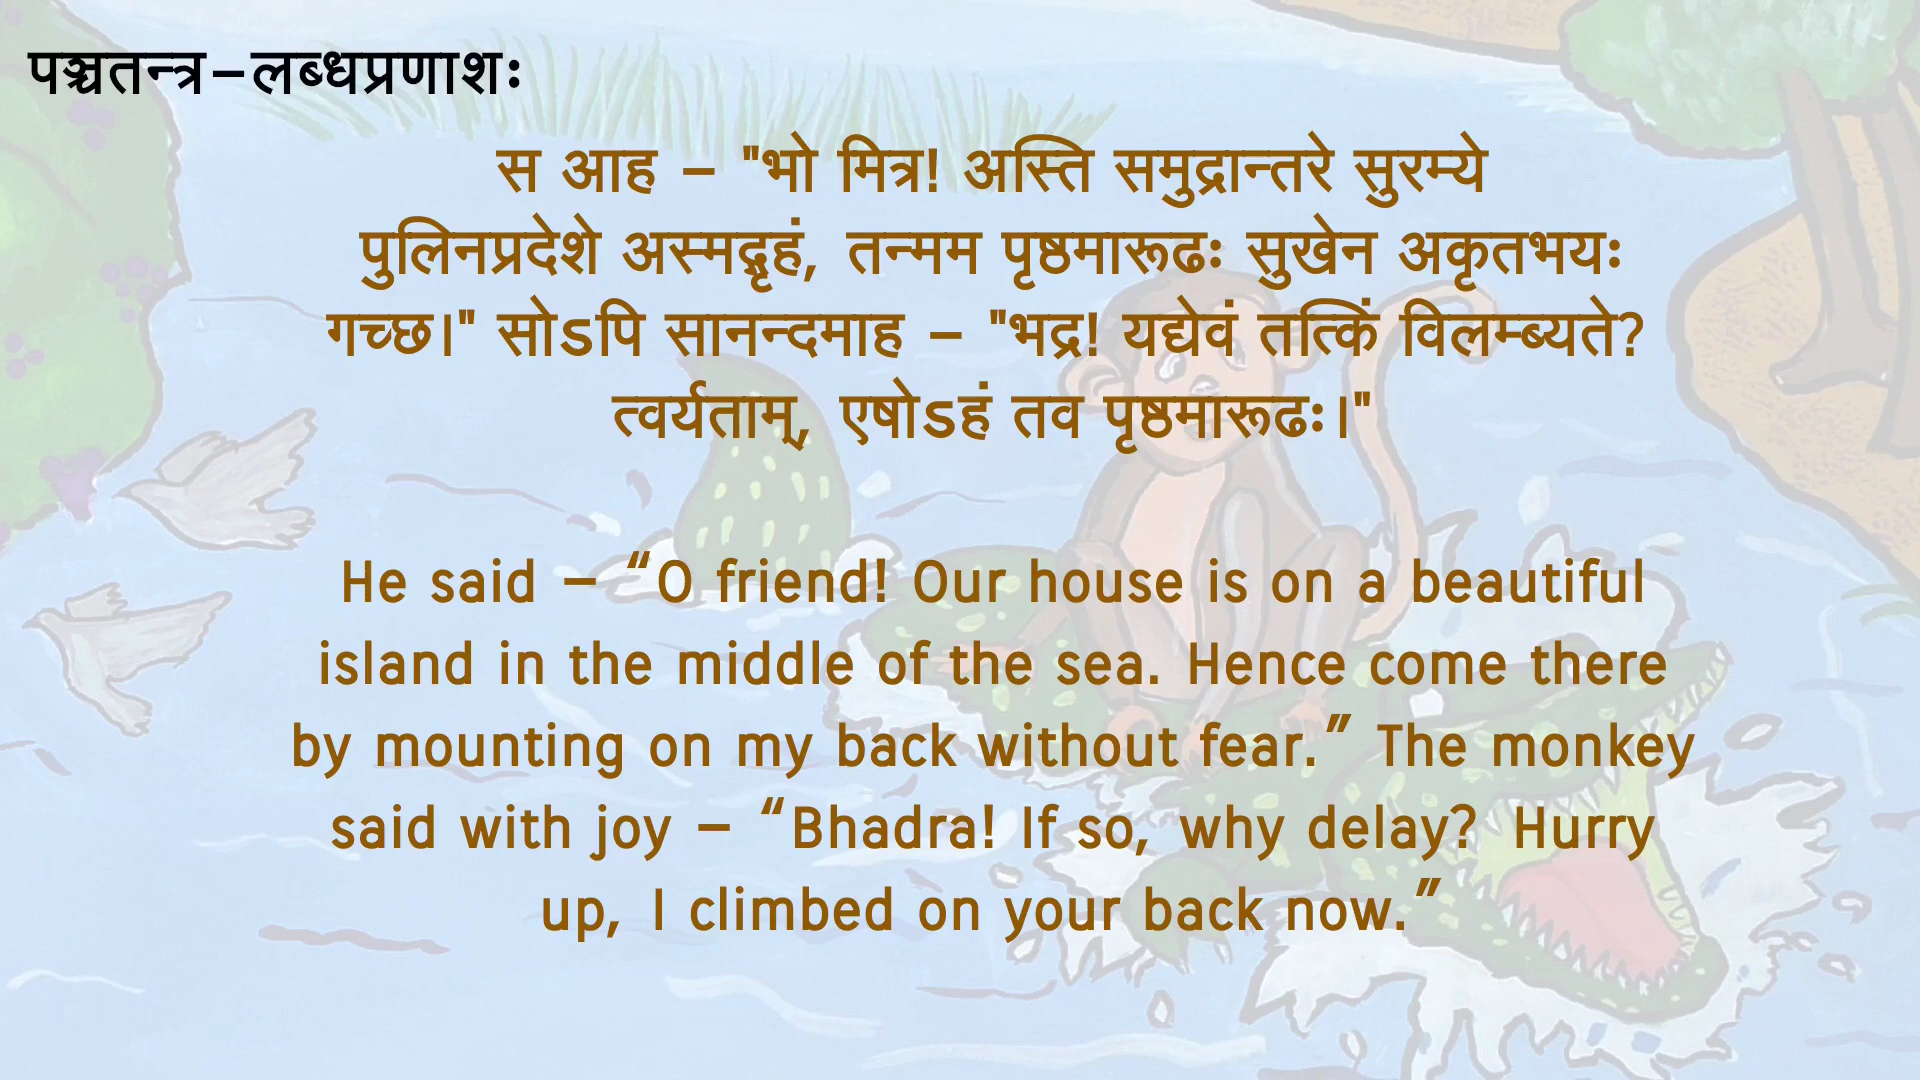 पञ्चतन्त्र-लब्धप्रणाशः
स आह – "भो मित्र! अस्ति समुद्रान्तरे सुरम्ये
पुलिनप्रदेशे अस्मद्गृहं, तन्मम पृष्ठमारूढः सुखेन अकृतभयः
गच्छ।" सोऽपि सानन्दमाह – "भद्र! यद्येवं तत्किं विलम्ब्यते?
त्वर्यताम्, एषोऽहं तव पृष्ठमारूढः।"
He said – “O friend! Our house is on a beautiful
island in the middle of the sea. Hence come there
by mounting on my back without fear.” The monkey
said with joy – “Bhadra! If so, why delay? Hurry
up, I climbed on your back now.”